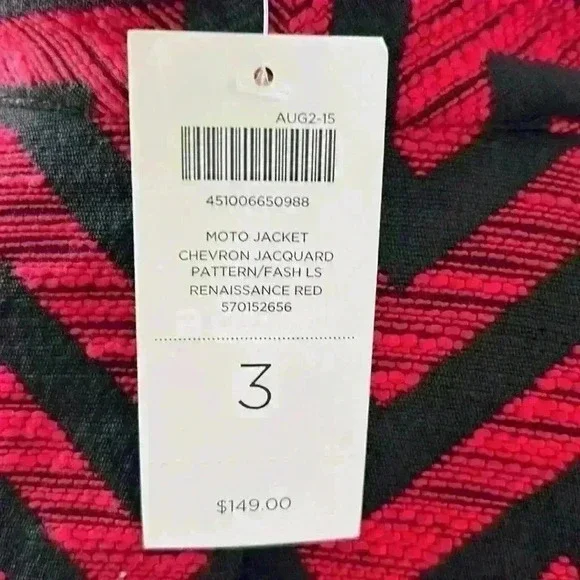 AUG2-15
451006650988
MOTO JACKET
CHEVRON JACQUARD
PATTERN/FASH LS
RENAISSANCE RED
570152656
3
$149.00